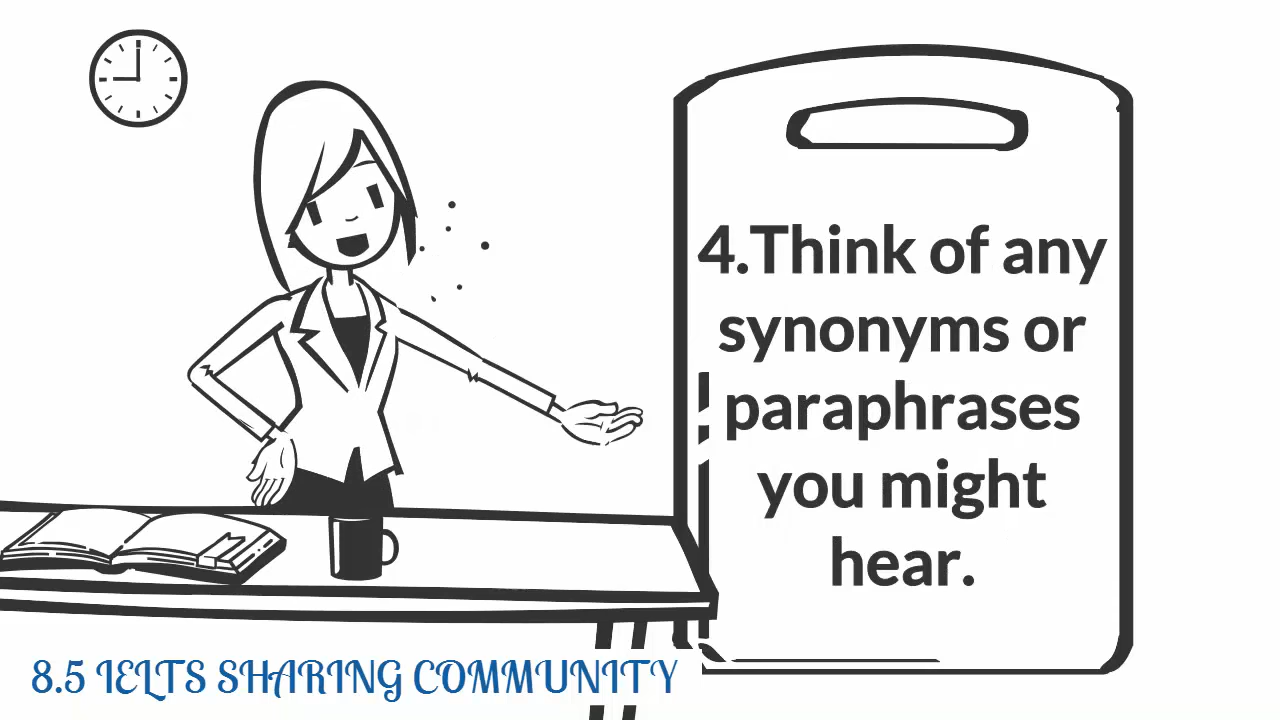 4.Think of any
synonyms or
paraphrases
you might
hear.
8.5 IELTS SHARING COMMUNITY